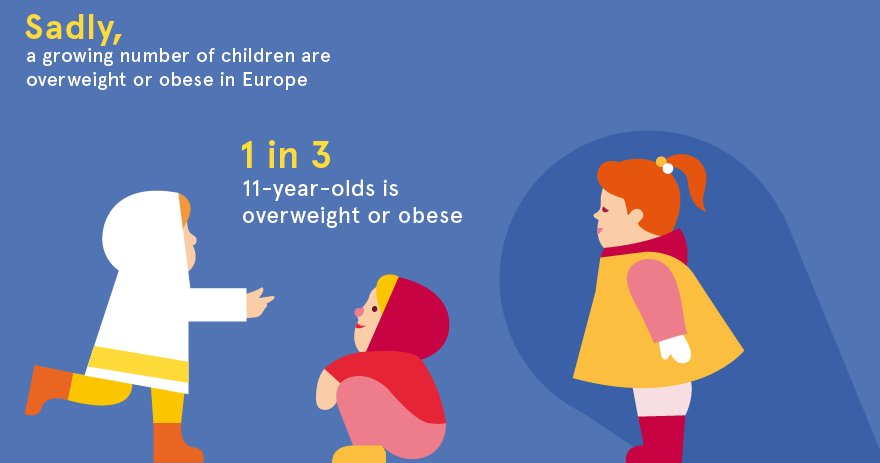 Sadly,
a growing number of children are
overweight or obese in Europe
1 in 3
11-year-olds is
overweight or obese